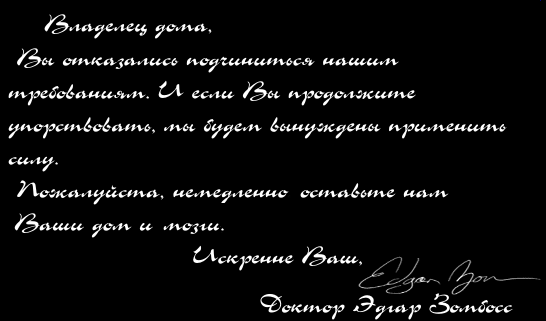 Владелец дома,
Вы отказались подчиниться нашим
требованиям. И если Вы продолжите
упорствовать, мы будем вынуждены применить
силу.
Пожалуйста, немедленно оставьте нам
Ваши дом и мозги.
Искренне Ваш,
Edgar
Доктор Эдгар Зомбосс